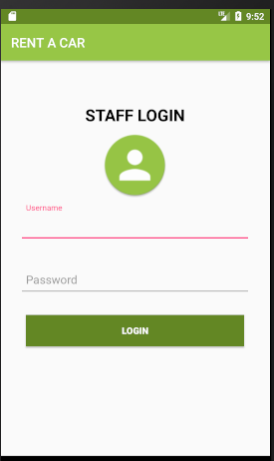 9:52
RENT A CAR
STAFF LOGIN
Username
Password
LOGIN